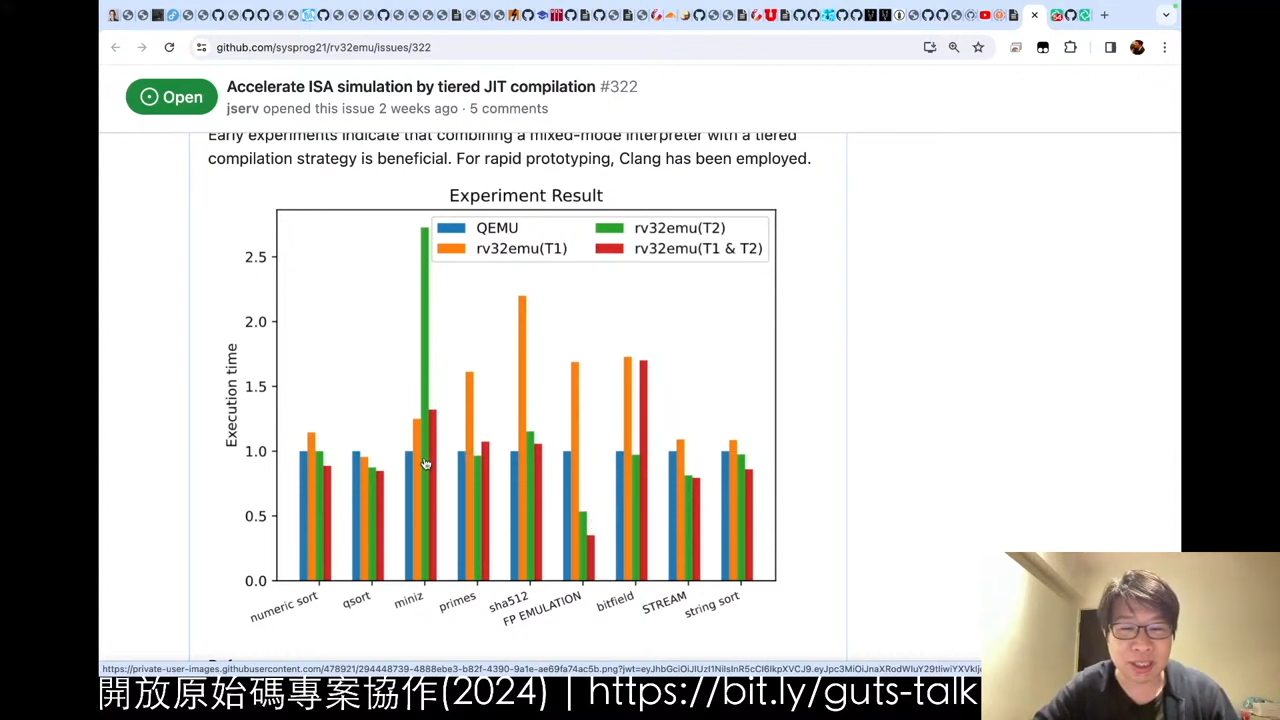 github.com/sysprog21/rv32emu/issues/322
Open
Accelerate ISA simulation by tiered JIT compilation #322
jserv opened this issue 2 weeks ago · 5 comments
Early experiments indicate that combining a mixed-mode interpreter with a tiered
compilation strategy is beneficial. For rapid prototyping, Clang has been employed.
Experiment Result
QEMU
rv32emu(T1)
rv32emu(T2)
rv32emu(T1 & T2)
Execution time
2.5
2.0
1.5
1.0
0.5
0.0
numeric sort
qsort
miniz
primes
sha512
FP EMULATION
bitfield
STREAM
string sort
開放原始碼專案協作(2024) | https://bit.ly/guts-talk